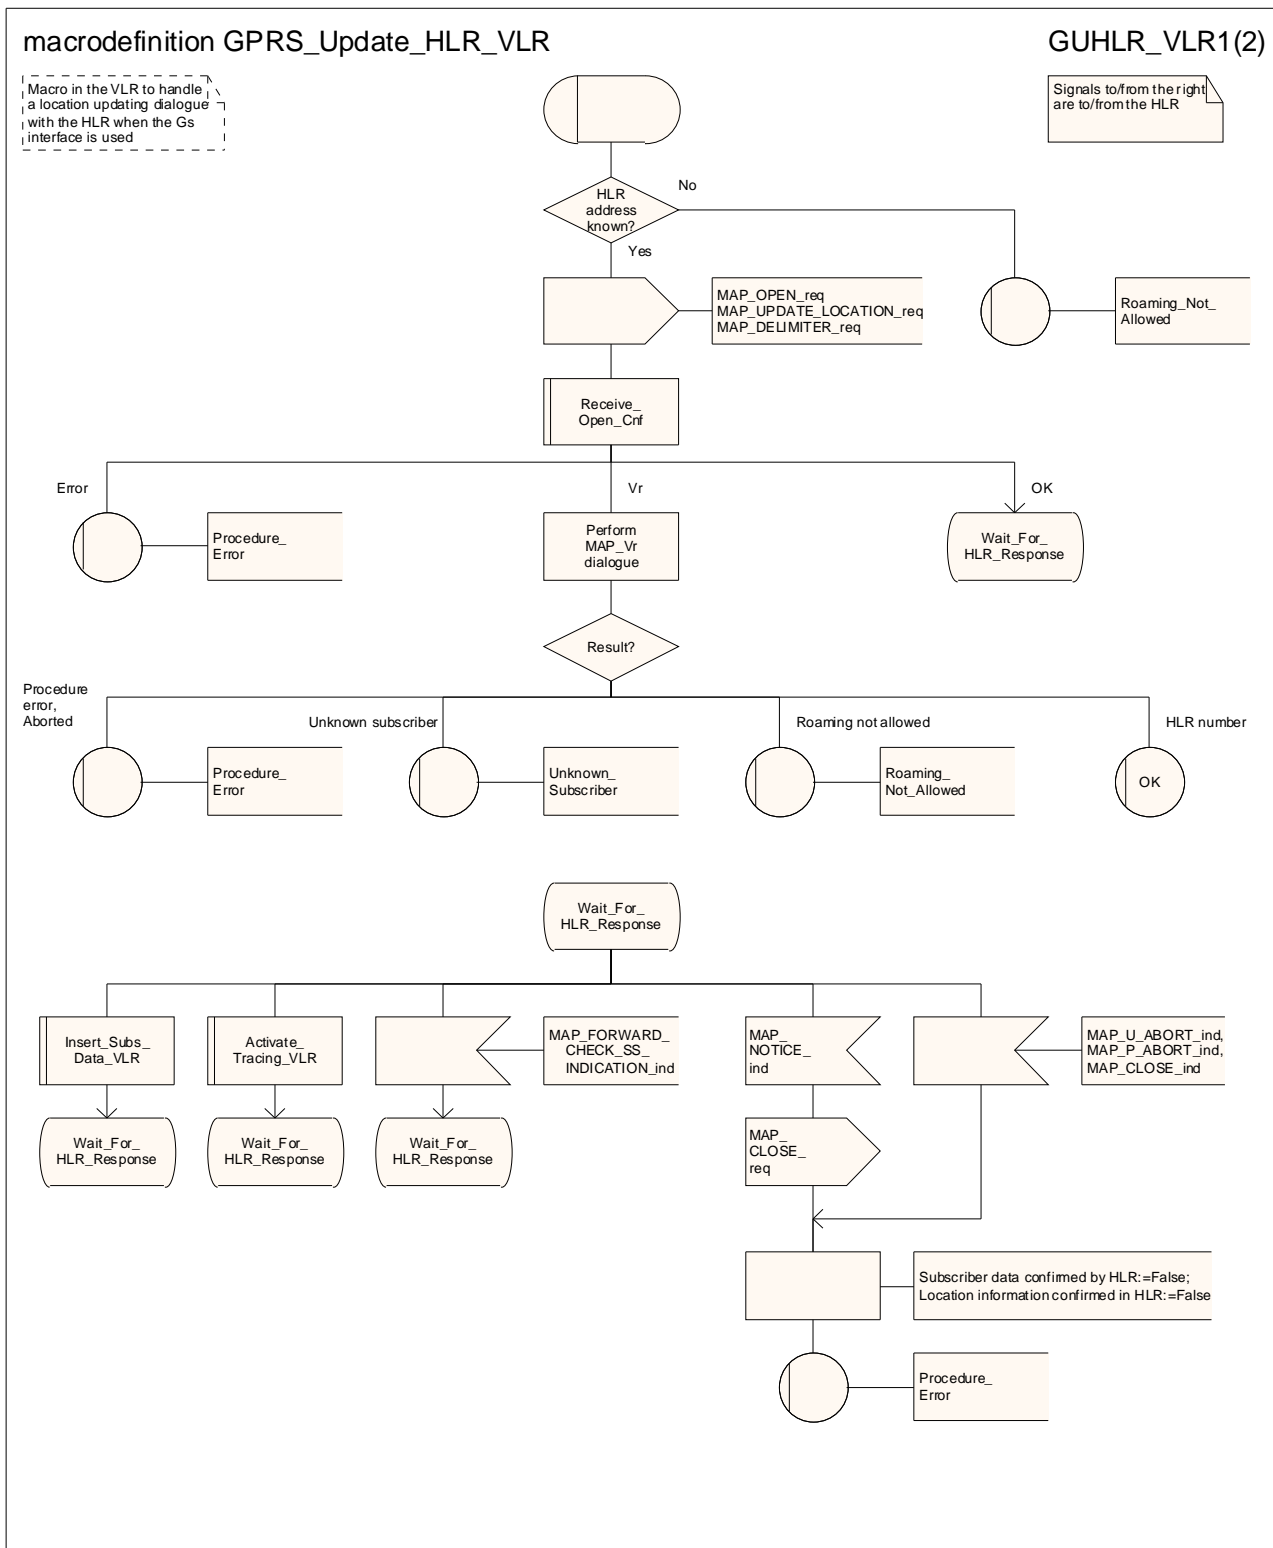 macrodefinition GPRS_Update_HLR_VLR
GUHLR_VLR1(2)
Macro in the VLR to handle
a location updating dialogue
with the HLR when the Gs
interface is used
Signals to/from the right
are to/from the HLR
HLR
address
known?
No
Yes
MAP_OPEN_req
MAP_UPDATE_LOCATION_req
MAP_DELIMITER_req
Roaming_Not_
Allowed
Receive_
Open_Cnf
Error
Vr
OK
Procedure_
Error
Perform
MAP_Vr
dialogue
Wait_For_
HLR_Response
Result?
Procedure
error,
Aborted
Unknown subscriber
Roaming not allowed
HLR number
Procedure_
Error
Unknown_
Subscriber
Roaming_
Not_Allowed
OK
Wait_For_
HLR_Response
Insert_Subs_
Data_VLR
Activate_
Tracing_VLR
MAP_FORWARD_
CHECK_SS_
INDICATION_ind
MAP_
NOTICE_
ind
MAP_U_ABORT_ind,
MAP_P_ABORT_ind,
MAP_CLOSE_ind
Wait_For_
HLR_Response
Wait_For_
HLR_Response
Wait_For_
HLR_Response
MAP_
CLOSE_
req
Subscriber data confirmed by HLR:=False;
Location information confirmed in HLR:=False
Procedure_
Error